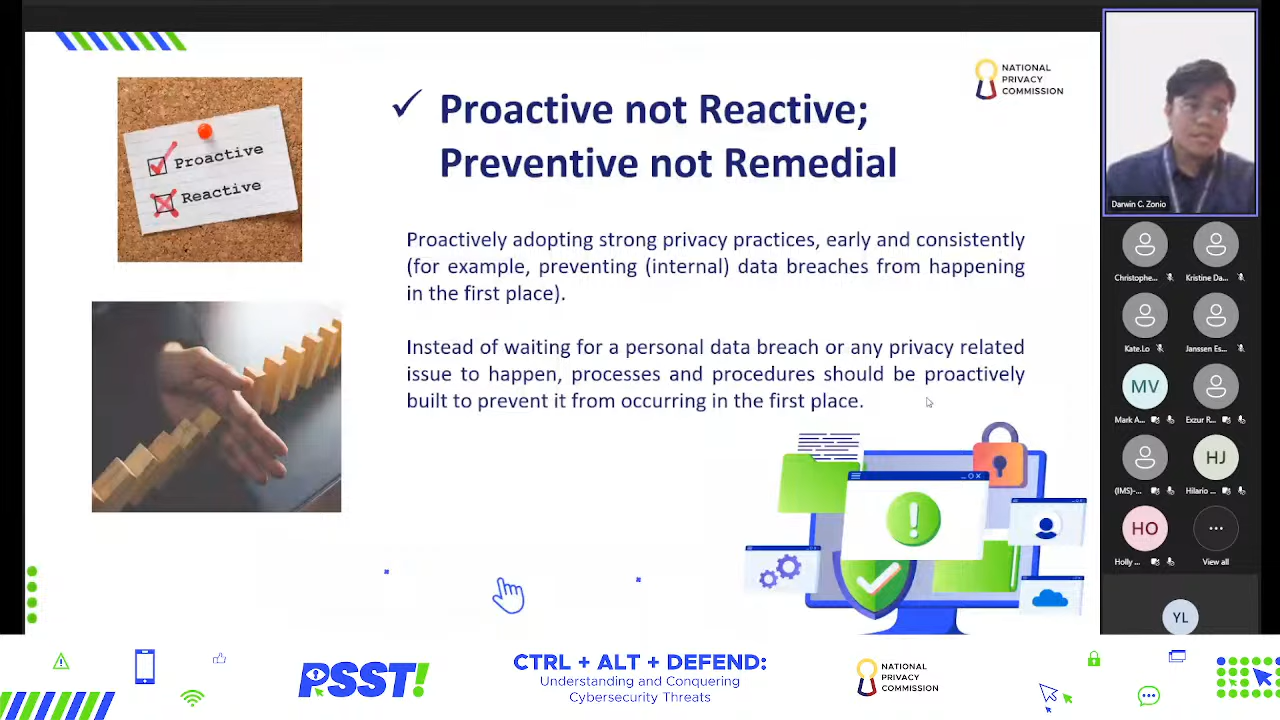 NATIONAL
PRIVACY
COMMISSION
Proactive
Reactive
✓ Proactive not Reactive;
Preventive not Remedial
Proactively adopting strong privacy practices, early and consistently
(for example, preventing (internal) data breaches from happening
in the first place).
Instead of waiting for a personal data breach or any privacy related
issue to happen, processes and procedures should be proactively
built to prevent it from occurring in the first place.
Darwin C. Zonio
Christophe...
Kristine Da...
Kate.Lo
Janssen Es...
MV
Mark A...
Exzur R...
(IMS)-...
HJ
Hilario ...
HO
Holly ...
View all
YL
PSST!
CTRL + ALT + DEFEND:
Understanding and Conquering
Cybersecurity Threats
NATIONAL
PRIVACY
COMMISSION